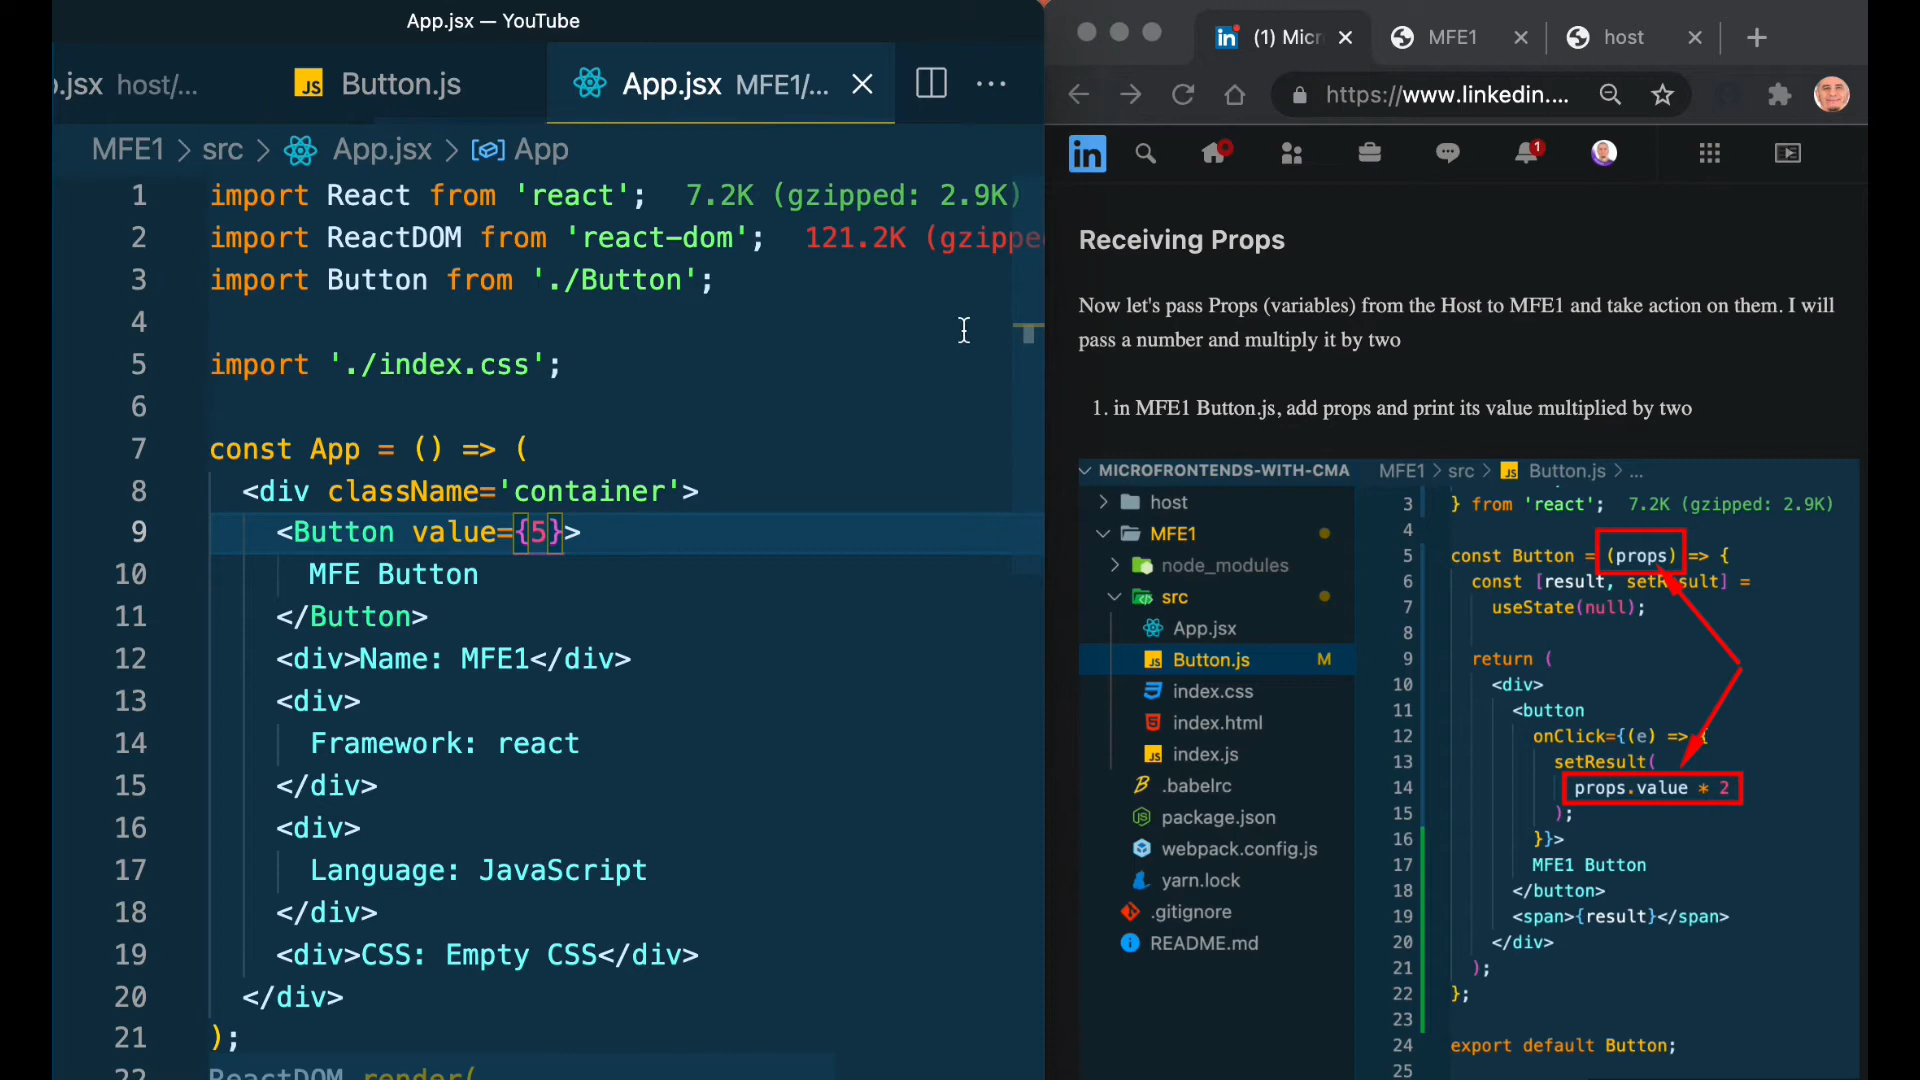 App.jsx — YouTube
.jsx host/...
JS Button.js
App.jsx MFE1/...
MFE1 > src > App.jsx > App
1 import React from 'react'; 7.2K (gzipped: 2.9K)
2 import ReactDOM from 'react-dom'; 121.2K (gzippe
3 import Button from './Button';
4
5 import './index.css';
6
7 const App = () => (
8 <div className='container'>
9 <Button value={5}>
10 MFE Button
11 </Button>
12 <div>Name: MFE1</div>
13 <div>
14 Framework: react
15 </div>
16 <div>
17 Language: JavaScript
18 </div>
19 <div>CSS: Empty CSS</div>
20 </div>
21 );
22 ReactDOM.render(
in (1) Micr
MFE1
host
https://www.linkedin....
in
1
Receiving Props
Now let's pass Props (variables) from the Host to MFE1 and take action on them. I will
pass a number and multiply it by two
1. in MFE1 Button.js, add props and print its value multiplied by two
MICROFRONTENDS-WITH-CMA
host
MFE1
node_modules
src
App.jsx
JS Button.js M
index.css
index.html
JS index.js
.babelrc
package.json
webpack.config.js
yarn.lock
.gitignore
README.md
MFE1 > src > JS Button.js > ...
3 } from 'react'; 7.2K (gzipped: 2.9K)
4
5 const Button = (props) => {
6 const [result, setResult] =
7 useState(null);
8
9 return (
10 <div>
11 <button
12 onClick={(e) => {
13 setResult(
14 props.value * 2
15 );
16 }}>
17 MFE1 Button
18 </button>
19 <span>{result}</span>
20 </div>
21 );
22 };
23
24 export default Button;
25